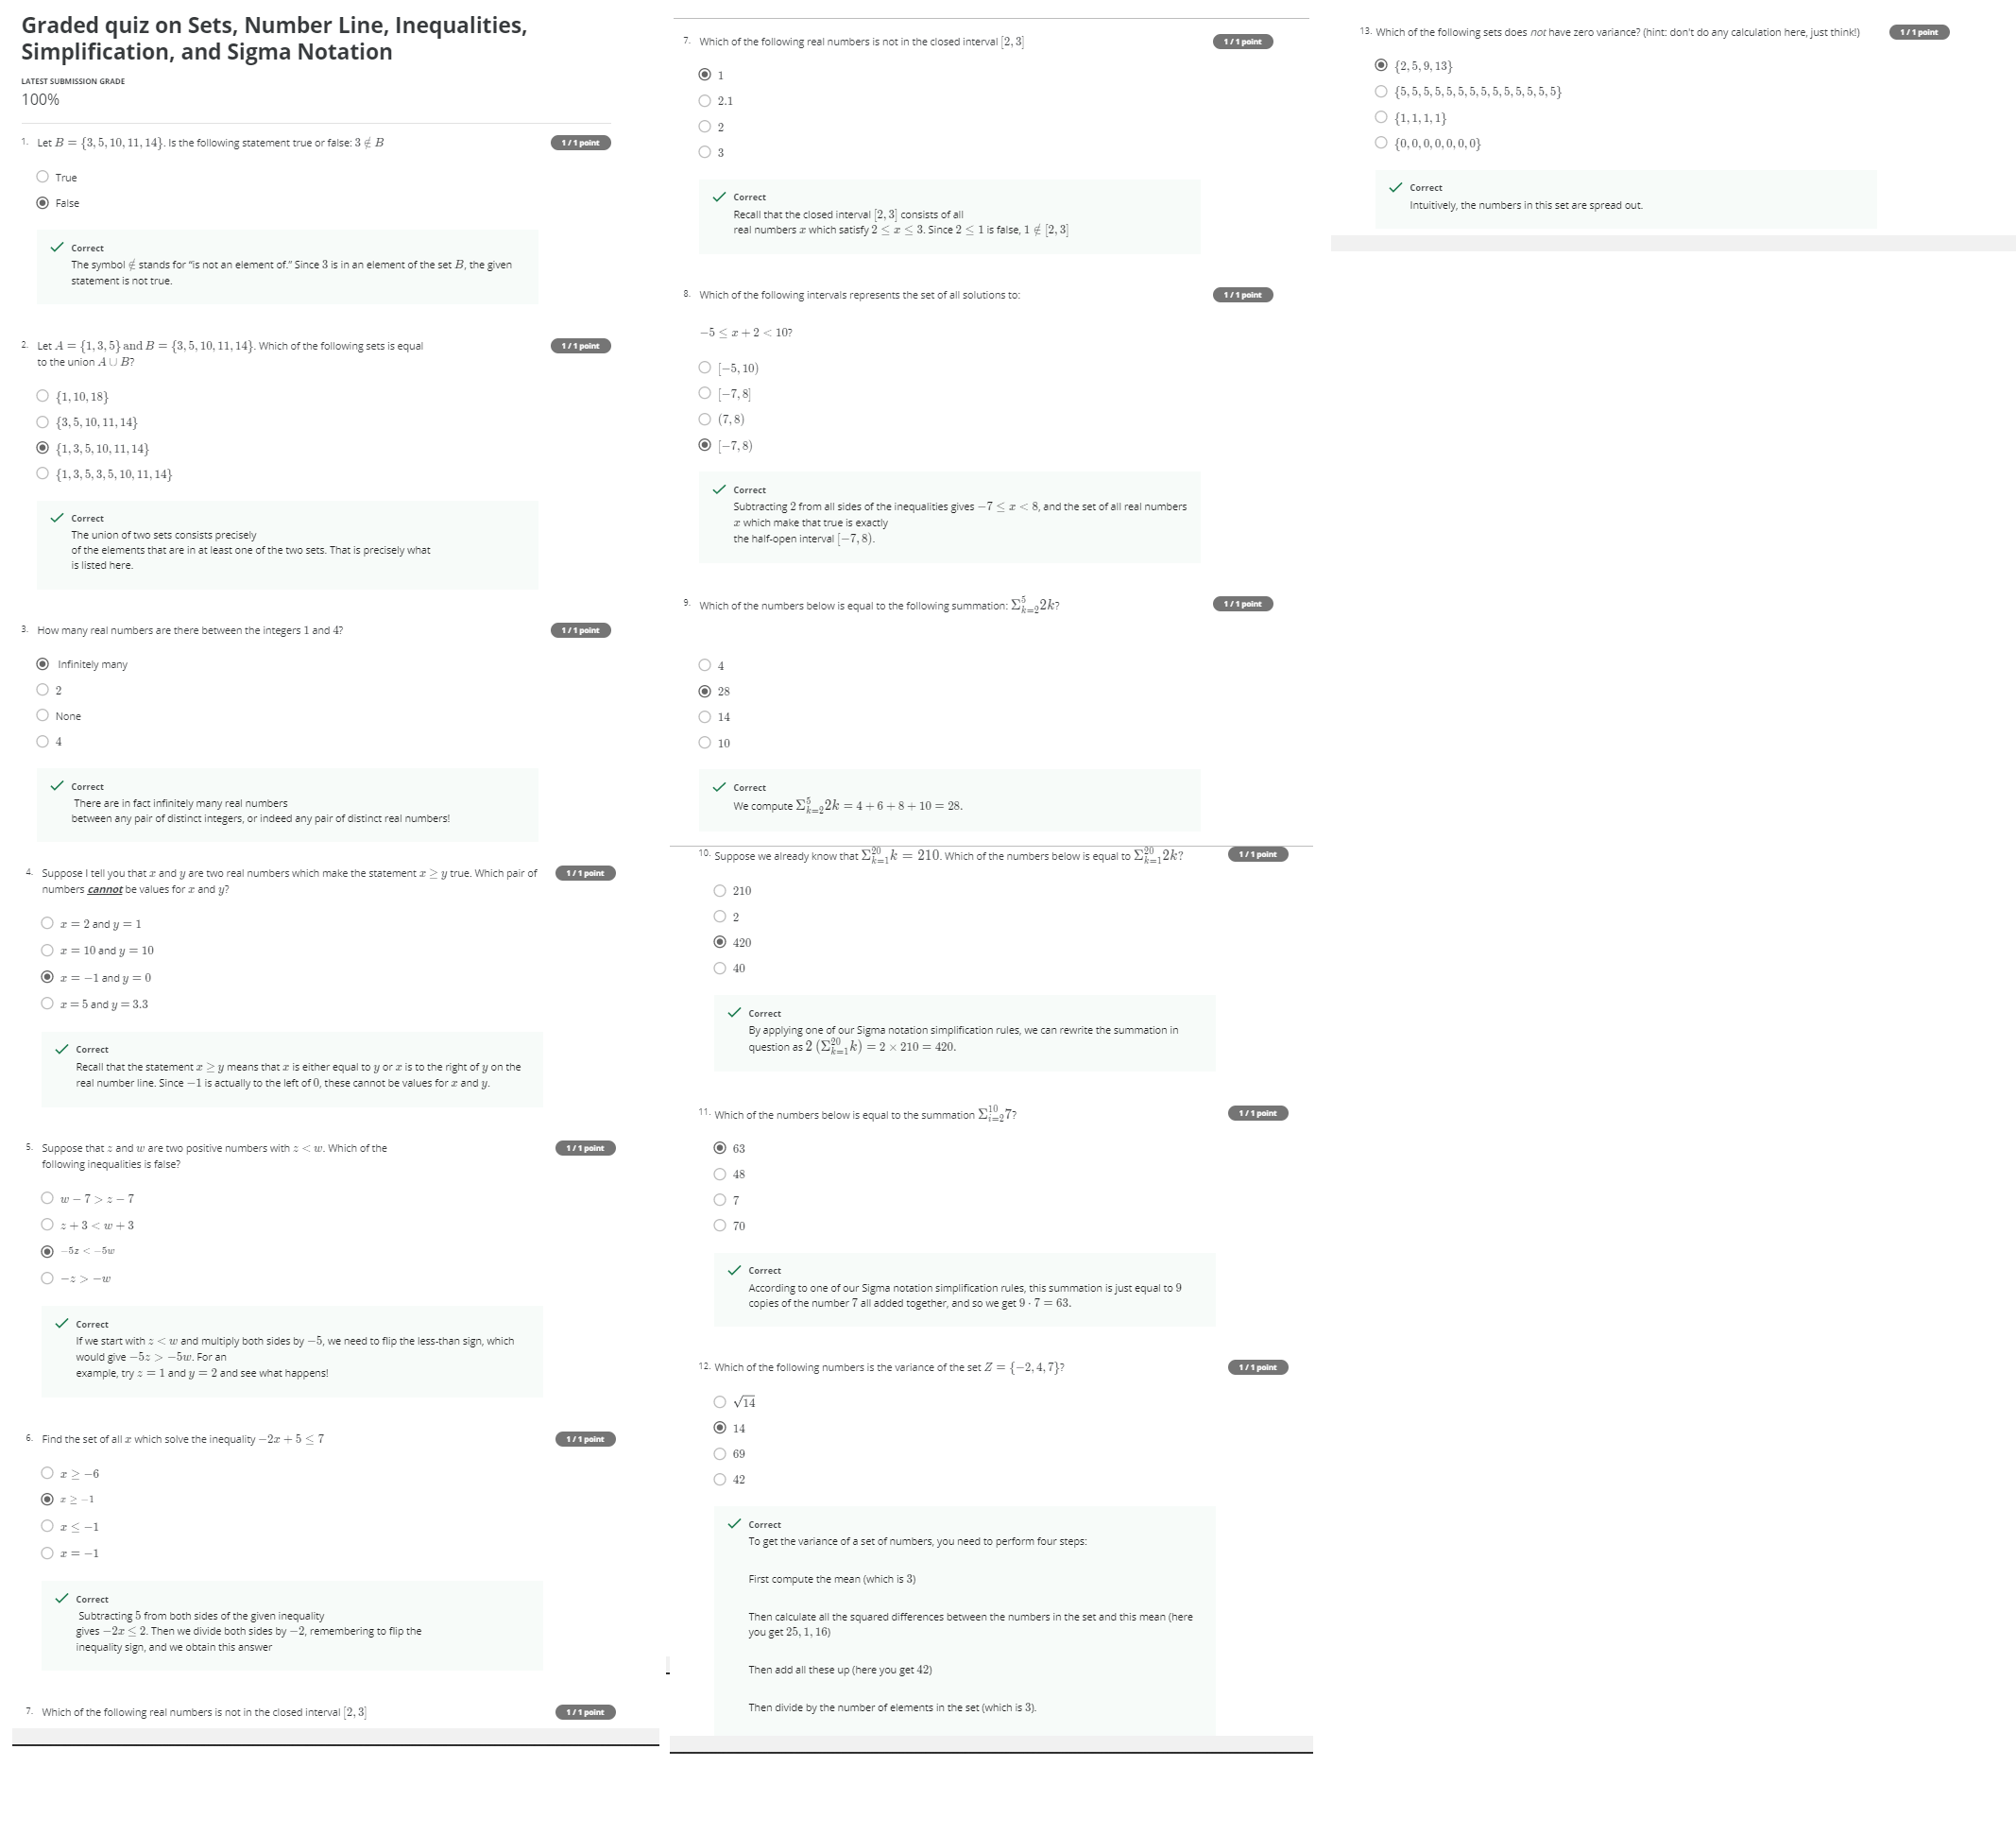 Graded quiz on Sets, Number Line, Inequalities,
Simplification, and Sigma Notation
LATEST SUBMISSION GRADE
100%
1. Let B = {3, 5, 10, 11, 14}. Is the following statement true or false: 3 ∉ B 1 / 1 point
True
False
Correct
The symbol ∉ stands for “is not an element of.” Since 3 is in an element of the set B, the given
statement is not true.
2. Let A = {1, 3, 5} and B = {3, 5, 10, 11, 14}. Which of the following sets is equal 1 / 1 point
to the union A ∪ B?
{1, 10, 18}
{3, 5, 10, 11, 14}
{1, 3, 5, 10, 11, 14}
{1, 3, 5, 3, 5, 10, 11, 14}
Correct
The union of two sets consists precisely
of the elements that are in at least one of the two sets. That is precisely what
is listed here.
3. How many real numbers are there between the integers 1 and 4? 1 / 1 point
Infinitely many
2
None
4
Correct
There are in fact infinitely many real numbers
between any pair of distinct integers, or indeed any pair of distinct real numbers!
4. Suppose I tell you that x and y are two real numbers which make the statement x ≥ y true. Which pair of 1 / 1 point
numbers cannot be values for x and y?
x = 2 and y = 1
x = 10 and y = 10
x = −1 and y = 0
x = 5 and y = 3.3
Correct
Recall that the statement x ≥ y means that x is either equal to y or x is to the right of y on the
real number line. Since −1 is actually to the left of 0, these cannot be values for x and y.
5. Suppose that z and w are two positive numbers with z < w. Which of the 1 / 1 point
following inequalities is false?
w − 7 > z − 7
z + 3 < w + 3
−5z < −5w
−z > −w
Correct
If we start with z < w and multiply both sides by −5, we need to flip the less-than sign, which
would give −5z > −5w. For an
example, try z = 1 and y = 2 and see what happens!
6. Find the set of all x which solve the inequality −2x + 5 ≤ 7 1 / 1 point
x ≥ −6
x ≥ −1
x ≤ −1
x = −1
Correct
Subtracting 5 from both sides of the given inequality
gives −2x ≤ 2. Then we divide both sides by −2, remembering to flip the
inequality sign, and we obtain this answer
7. Which of the following real numbers is not in the closed interval [2, 3] 1 / 1 point
7. Which of the following real numbers is not in the closed interval [2, 3] 1 / 1 point
1
2.1
2
3
Correct
Recall that the closed interval [2, 3] consists of all
real numbers x which satisfy 2 ≤ x ≤ 3. Since 2 ≤ 1 is false, 1 ∉ [2, 3]
8. Which of the following intervals represents the set of all solutions to: 1 / 1 point
−5 ≤ x + 2 < 10?
[−5, 10)
[−7, 8]
(7, 8)
[−7, 8)
Correct
Subtracting 2 from all sides of the inequalities gives −7 ≤ x < 8, and the set of all real numbers
x which make that true is exactly
the half-open interval [−7, 8).
9. Which of the numbers below is equal to the following summation: Σ⁵ₖ₌₂2k? 1 / 1 point
4
28
14
10
Correct
We compute Σ⁵ₖ₌₂2k = 4 + 6 + 8 + 10 = 28.
10. Suppose we already know that Σ²⁰ₖ₌₁k = 210. Which of the numbers below is equal to Σ²⁰ₖ₌₁2k? 1 / 1 point
210
2
420
40
Correct
By applying one of our Sigma notation simplification rules, we can rewrite the summation in
question as 2 (Σ²⁰ₖ₌₁k) = 2 × 210 = 420.
11. Which of the numbers below is equal to the summation Σ¹⁰ᵢ₌₂7? 1 / 1 point
63
48
7
70
Correct
According to one of our Sigma notation simplification rules, this summation is just equal to 9
copies of the number 7 all added together, and so we get 9 · 7 = 63.
12. Which of the following numbers is the variance of the set Z = {−2, 4, 7}? 1 / 1 point
√14
14
69
42
Correct
To get the variance of a set of numbers, you need to perform four steps:
First compute the mean (which is 3)
Then calculate all the squared differences between the numbers in the set and this mean (here
you get 25, 1, 16)
Then add all these up (here you get 42)
Then divide by the number of elements in the set (which is 3).
13. Which of the following sets does not have zero variance? (hint: don't do any calculation here, just think!) 1 / 1 point
{2, 5, 9, 13}
{5, 5, 5, 5, 5, 5, 5, 5, 5, 5, 5, 5, 5, 5}
{1, 1, 1, 1}
{0, 0, 0, 0, 0, 0, 0}
Correct
Intuitively, the numbers in this set are spread out.